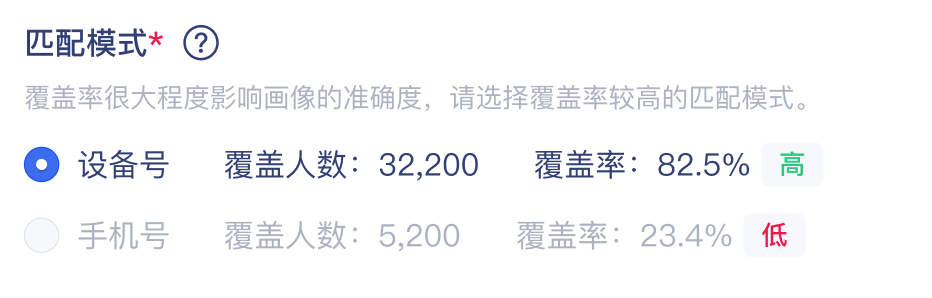 匹配模式* ?
覆盖率很大程度影响画像的准确度，请选择覆盖率较高的匹配模式。
设备号 覆盖人数：32,200 覆盖率：82.5% 高
手机号 覆盖人数：5,200 覆盖率：23.4% 低